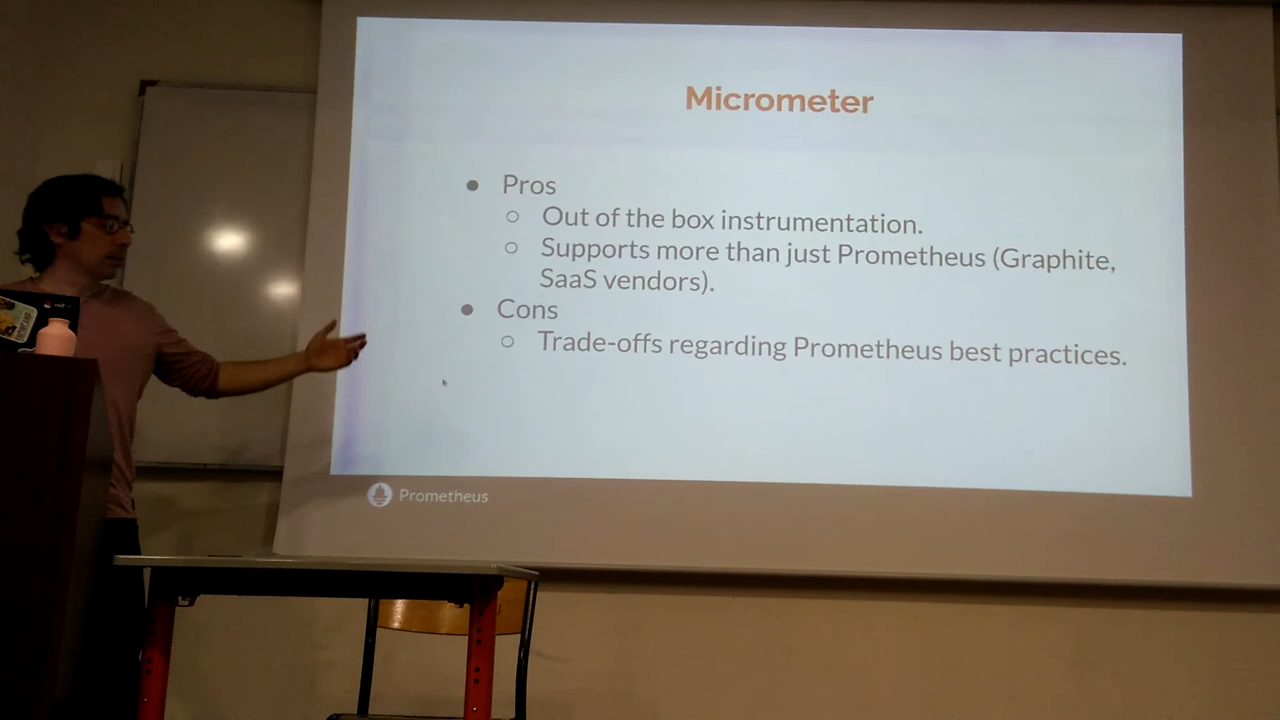 Micrometer
● Pros
○ Out of the box instrumentation.
○ Supports more than just Prometheus (Graphite,
SaaS vendors).
● Cons
○ Trade-offs regarding Prometheus best practices.
Prometheus